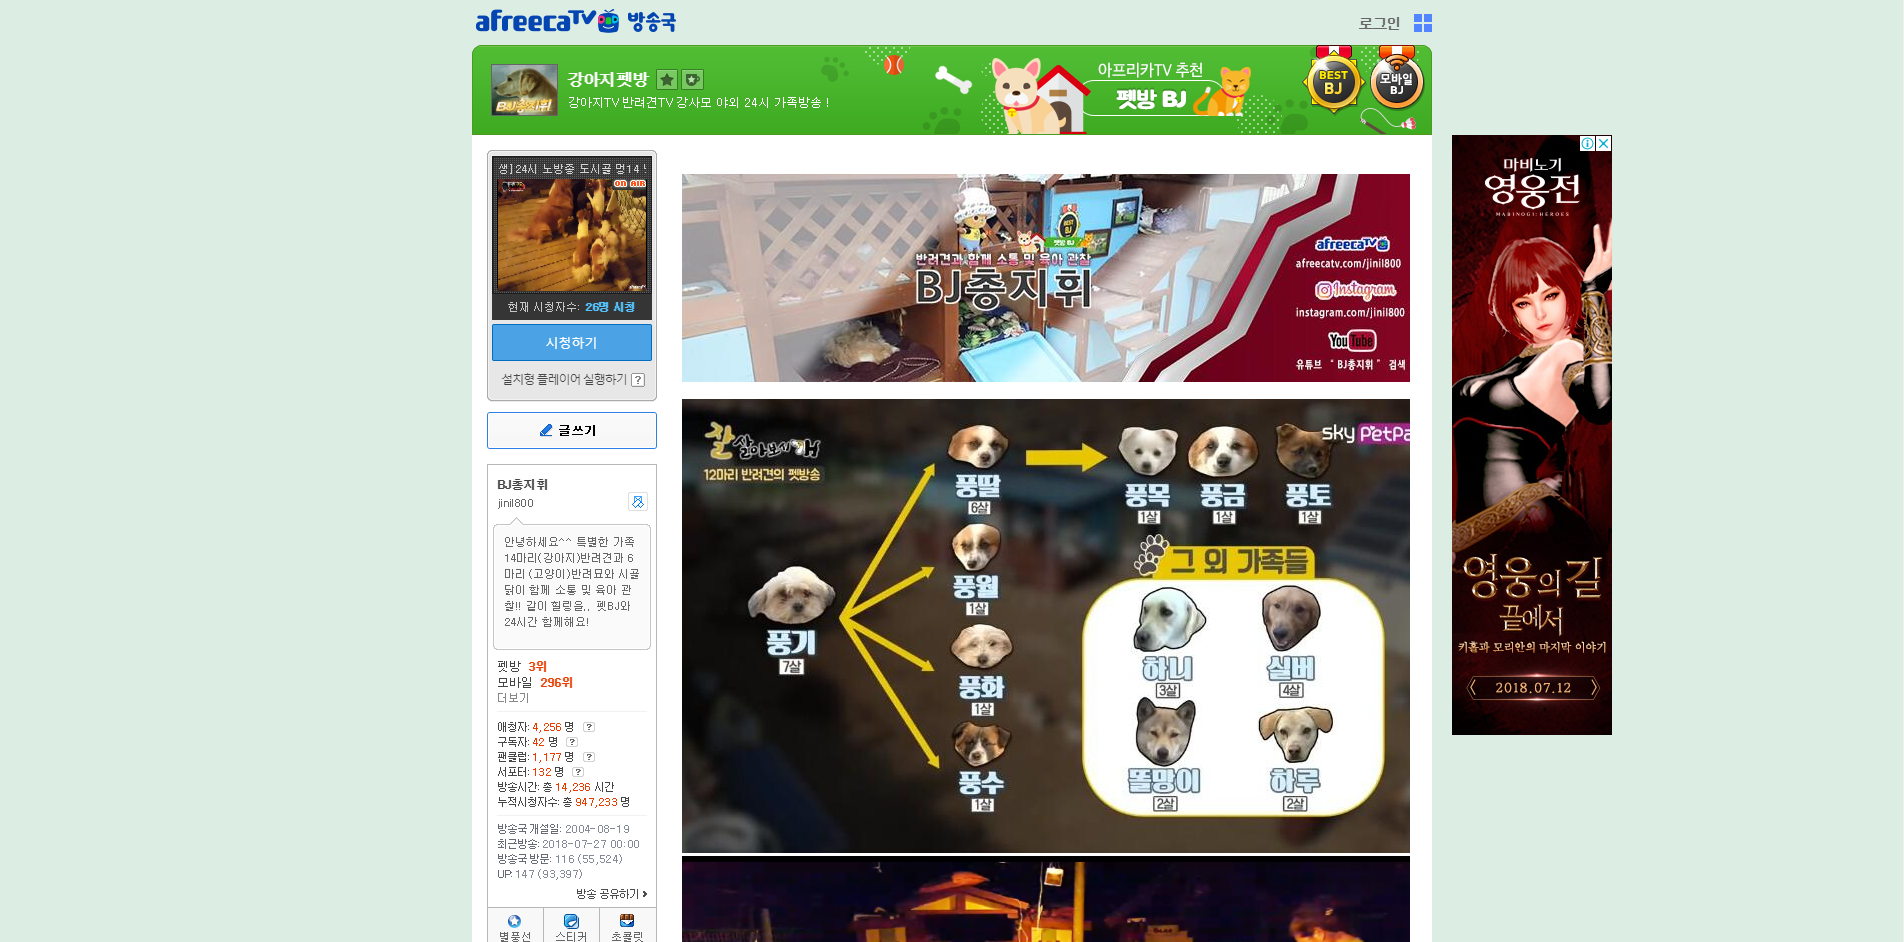 afreecaTV 방송국
로그인
강아지펫방
강아지TV 반려견TV 강사모 야외 24시 가족방송 !
BJ총지휘!
아프리카TV 추천
펫방 BJ
BEST
BJ
모바일
BJ
생]24시 노방종 도시골 멍14
ON AIR
현재 시청자수: 26명 시청
시청하기
설치형 플레이어 실행하기 ?
글쓰기
BJ총지휘
jinil800
안녕하세요^^ 특별한 가족
14마리(강아지)반려견과 6
마리 (고양이)반려묘와 시골
닭이 함께 소통 및 육아 관
찰!! 같이 힐링을.. 펫BJ와
24시간 함께해요!
펫방 3위
모바일 296위
더보기
애청자: 4,256 명 ?
구독자: 42 명 ?
팬클럽: 1,177 명 ?
서포터: 132 명 ?
방송시간: 총 14,236 시간
누적시청자수: 총 947,233 명
방송국 개설일: 2004-08-19
최근방송: 2018-07-27 00:00
방송국 방문: 116 (55,524)
UP: 147 (93,397)
방송 공유하기
별풍선
스티커
초콜릿
BEST
BJ
펫방 BJ
반려견과 함께 소통 및 육아 관찰
BJ총지휘
afreecaTV
afreecatv.com/jinil800
Instagram
instagram.com/jinil800
YouTube
유튜브 “ BJ총지휘 ” 검색
잘 살아보시개
12마리 반려견의 펫방송
sky PetPa
풍기
7살
풍딸
6살
풍월
1살
풍화
1살
풍수
1살
풍목
1살
풍금
1살
풍토
1살
그 외 가족들
하니
3살
실버
4살
똘망이
2살
하루
2살
마비노기
영웅전
MABINOGI:HEROES
영웅의 길
끝에서
키홀과 모리안의 마지막 이야기
2018.07.12